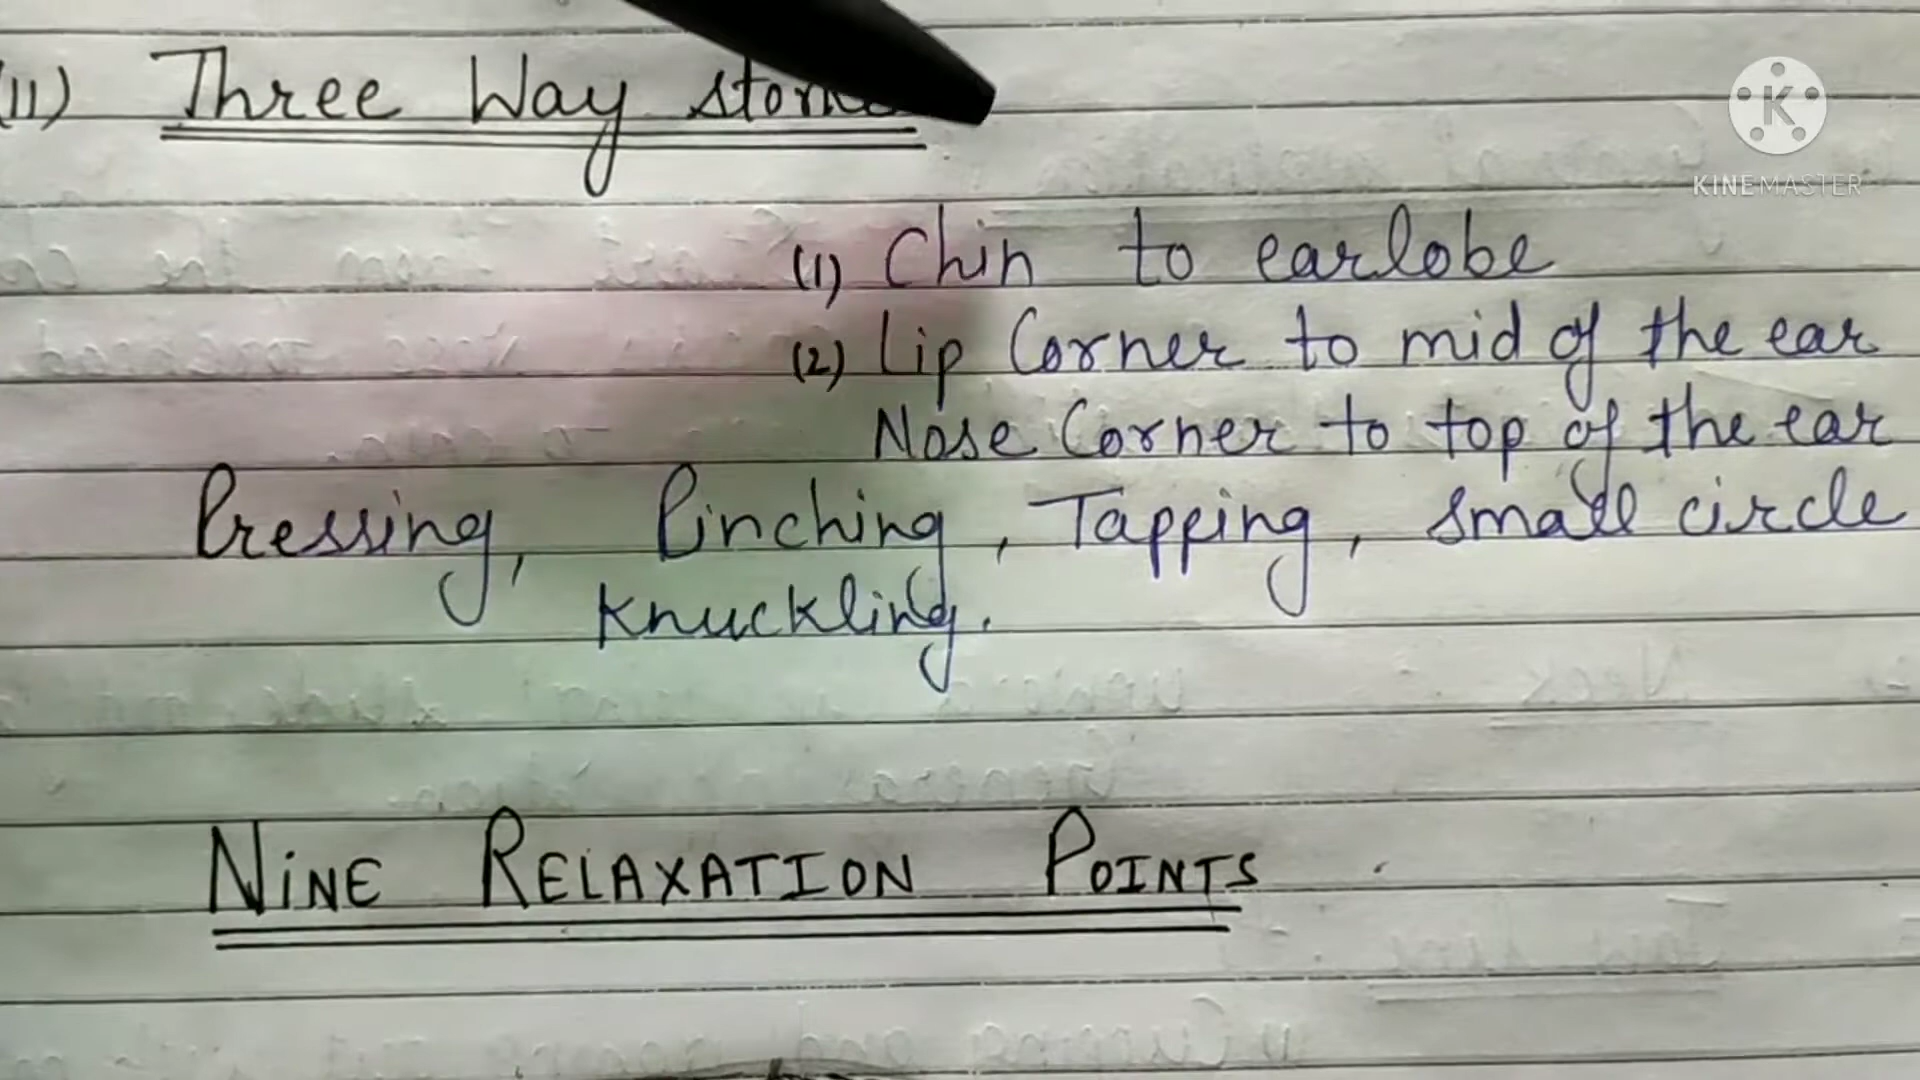 (11) Three Way
(1) Chin to earlobe
(2) Lip Corner to mid of the ear
Nose Corner to top of the ear
Pressing, Pinching, Tapping, small circle
Knuckling.
NINE RELAXATION POINTS
K
KINEMASTER